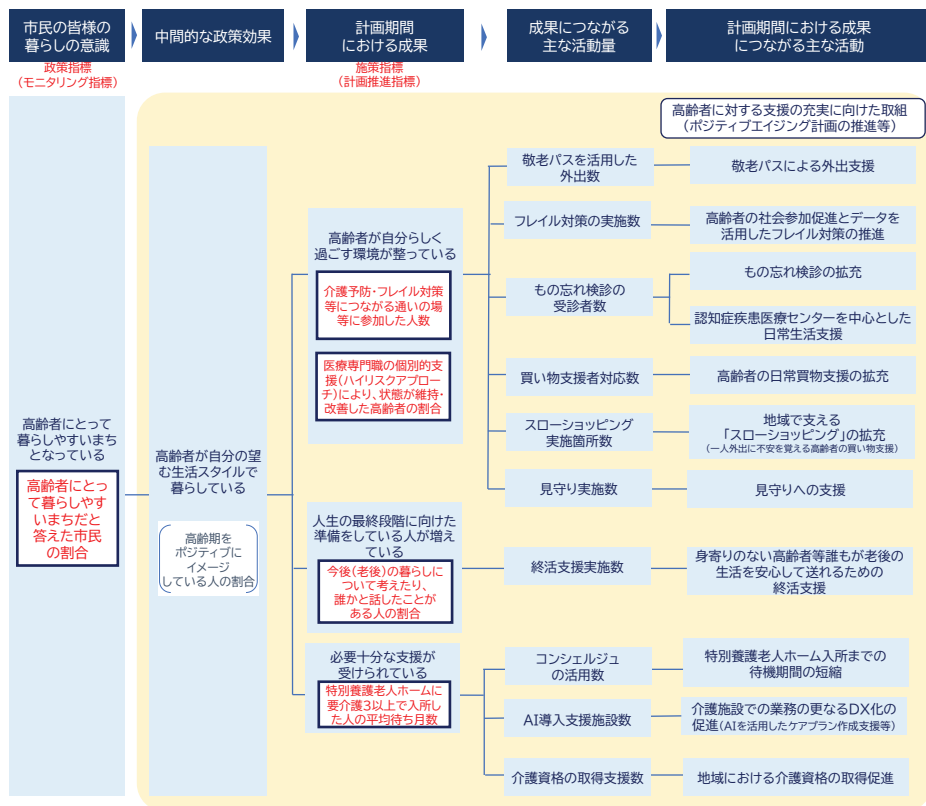 市民の皆様の
暮らしの意識
中間的な政策効果
計画期間
における成果
成果につながる
主な活動量
計画期間における成果
につながる主な活動
政策指標
（モニタリング指標）
施策指標
（計画推進指標）
高齢者に対する支援の充実に向けた取組
（ポジティブエイジング計画の推進等）
高齢者にとって
暮らしやすいまち
となっている
高齢者にとっ
て暮らしやす
いまちだと
答えた市民
の割合
高齢者が自分の望
む生活スタイルで
暮らしている
高齢期を
ポジティブに
イメージ
している人の割合
高齢者が自分らしく
過ごす環境が整っている
介護予防・フレイル対策
等につながる通いの場
等に参加した人数
医療専門職の個別的支
援（ハイリスクアプロー
チ）により、状態が維持・
改善した高齢者の割合
敬老パスを活用した
外出数
敬老パスによる外出支援
フレイル対策の実施数
高齢者の社会参加促進とデータを
活用したフレイル対策の推進
もの忘れ検診の
受診者数
もの忘れ検診の拡充
認知症疾患医療センターを中心とした
日常生活支援
買い物支援者対応数
高齢者の日常買物支援の拡充
スローショッピング
実施箇所数
地域で支える
「スローショッピング」の拡充
（一人外出に不安を覚える高齢者の買い物支援）
見守り実施数
見守りへの支援
人生の最終段階に向けた
準備をしている人が増え
ている
今後（老後）の暮らしに
ついて考えたり、
誰かと話したことが
ある人の割合
終活支援実施数
身寄りのない高齢者等誰もが老後の
生活を安心して送れるための
終活支援
必要十分な支援が
受けられている
特別養護老人ホームに
要介護3以上で入所し
た人の平均待ち月数
コンシェルジュ
の活用数
特別養護老人ホーム入所までの
待機期間の短縮
AI導入支援施設数
介護施設での業務の更なるDX化の
促進（AIを活用したケアプラン作成支援等）
介護資格の取得支援数
地域における介護資格の取得促進